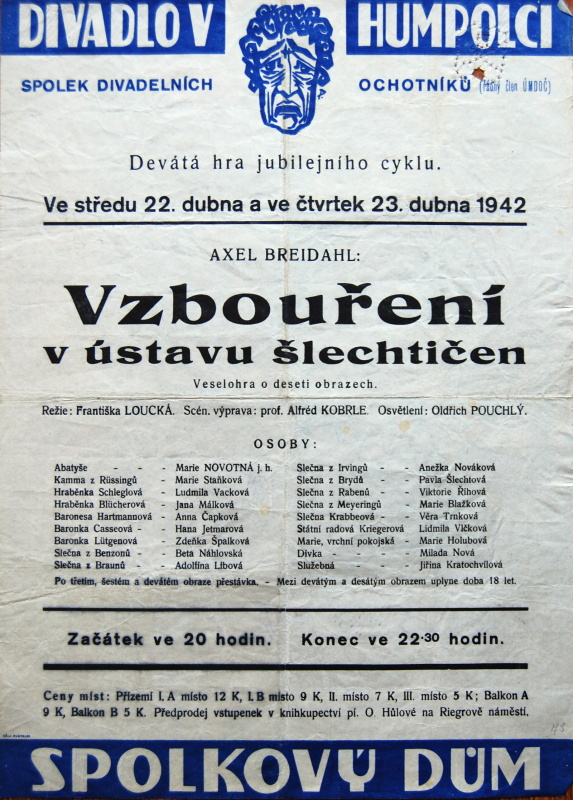 DIVADLO V HUMPOLCI
SPOLEK DIVADELNÍCH OCHOTNÍKŮ (řádný člen ÚMDOČ)
Devátá hra jubilejního cyklu.
Ve středu 22. dubna a ve čtvrtek 23. dubna 1942
AXEL BREIDAHL:
Vzbouření
v ústavu šlechtičen
Veselohra o deseti obrazech.
Režie: Františka LOUCKÁ. Scén. výprava: prof. Alfréd KOBRLE. Osvětlení: Oldřich POUCHLÝ.
OSOBY:
Abatyše - - - Marie NOVOTNÁ j. h.
Kamma z Rüssingů - Marie Staňková
Hraběnka Schleglová - Ludmila Vacková
Hraběnka Blücherová - Jana Málková
Baronesa Hartmannová - Anna Čapková
Baronka Casseová - Hana Jetmarová
Baronka Lütgenová - Zdeňka Špalková
Slečna z Benzonů - Beta Náhlovská
Slečna z Braunů - Adolfina Libová
Slečna z Irvingů - - Anežka Nováková
Slečna z Brydů - - Pavla Šlechtová
Slečna z Rabenů - - Viktorie Řihová
Slečna z Meyeringů - Marie Blažková
Slečna Krabbeová - - Věra Trnková
Státní radová Kriegerová - Lidmila Vlčková
Marie, vrchní pokojská - Marie Holubová
Dívka - - - - Milada Nová
Služebná - - - Jiřina Kratochvílová
Po třetím, šestém a devátém obraze přestávka. - Mezi devátým a desátým obrazem uplyne doba 18 let.
Začátek ve 20 hodin. Konec ve 22·30 hodin.
Ceny míst: Přízemí I. A místo 12 K, I. B místo 9 K, II. místo 7 K, III. místo 5 K; Balkon A
9 K, Balkon B 5 K. Předprodej vstupenek v knihkupectví pí. O. Hůlové na Riegrově náměstí.
SPOLKOVÝ DŮM